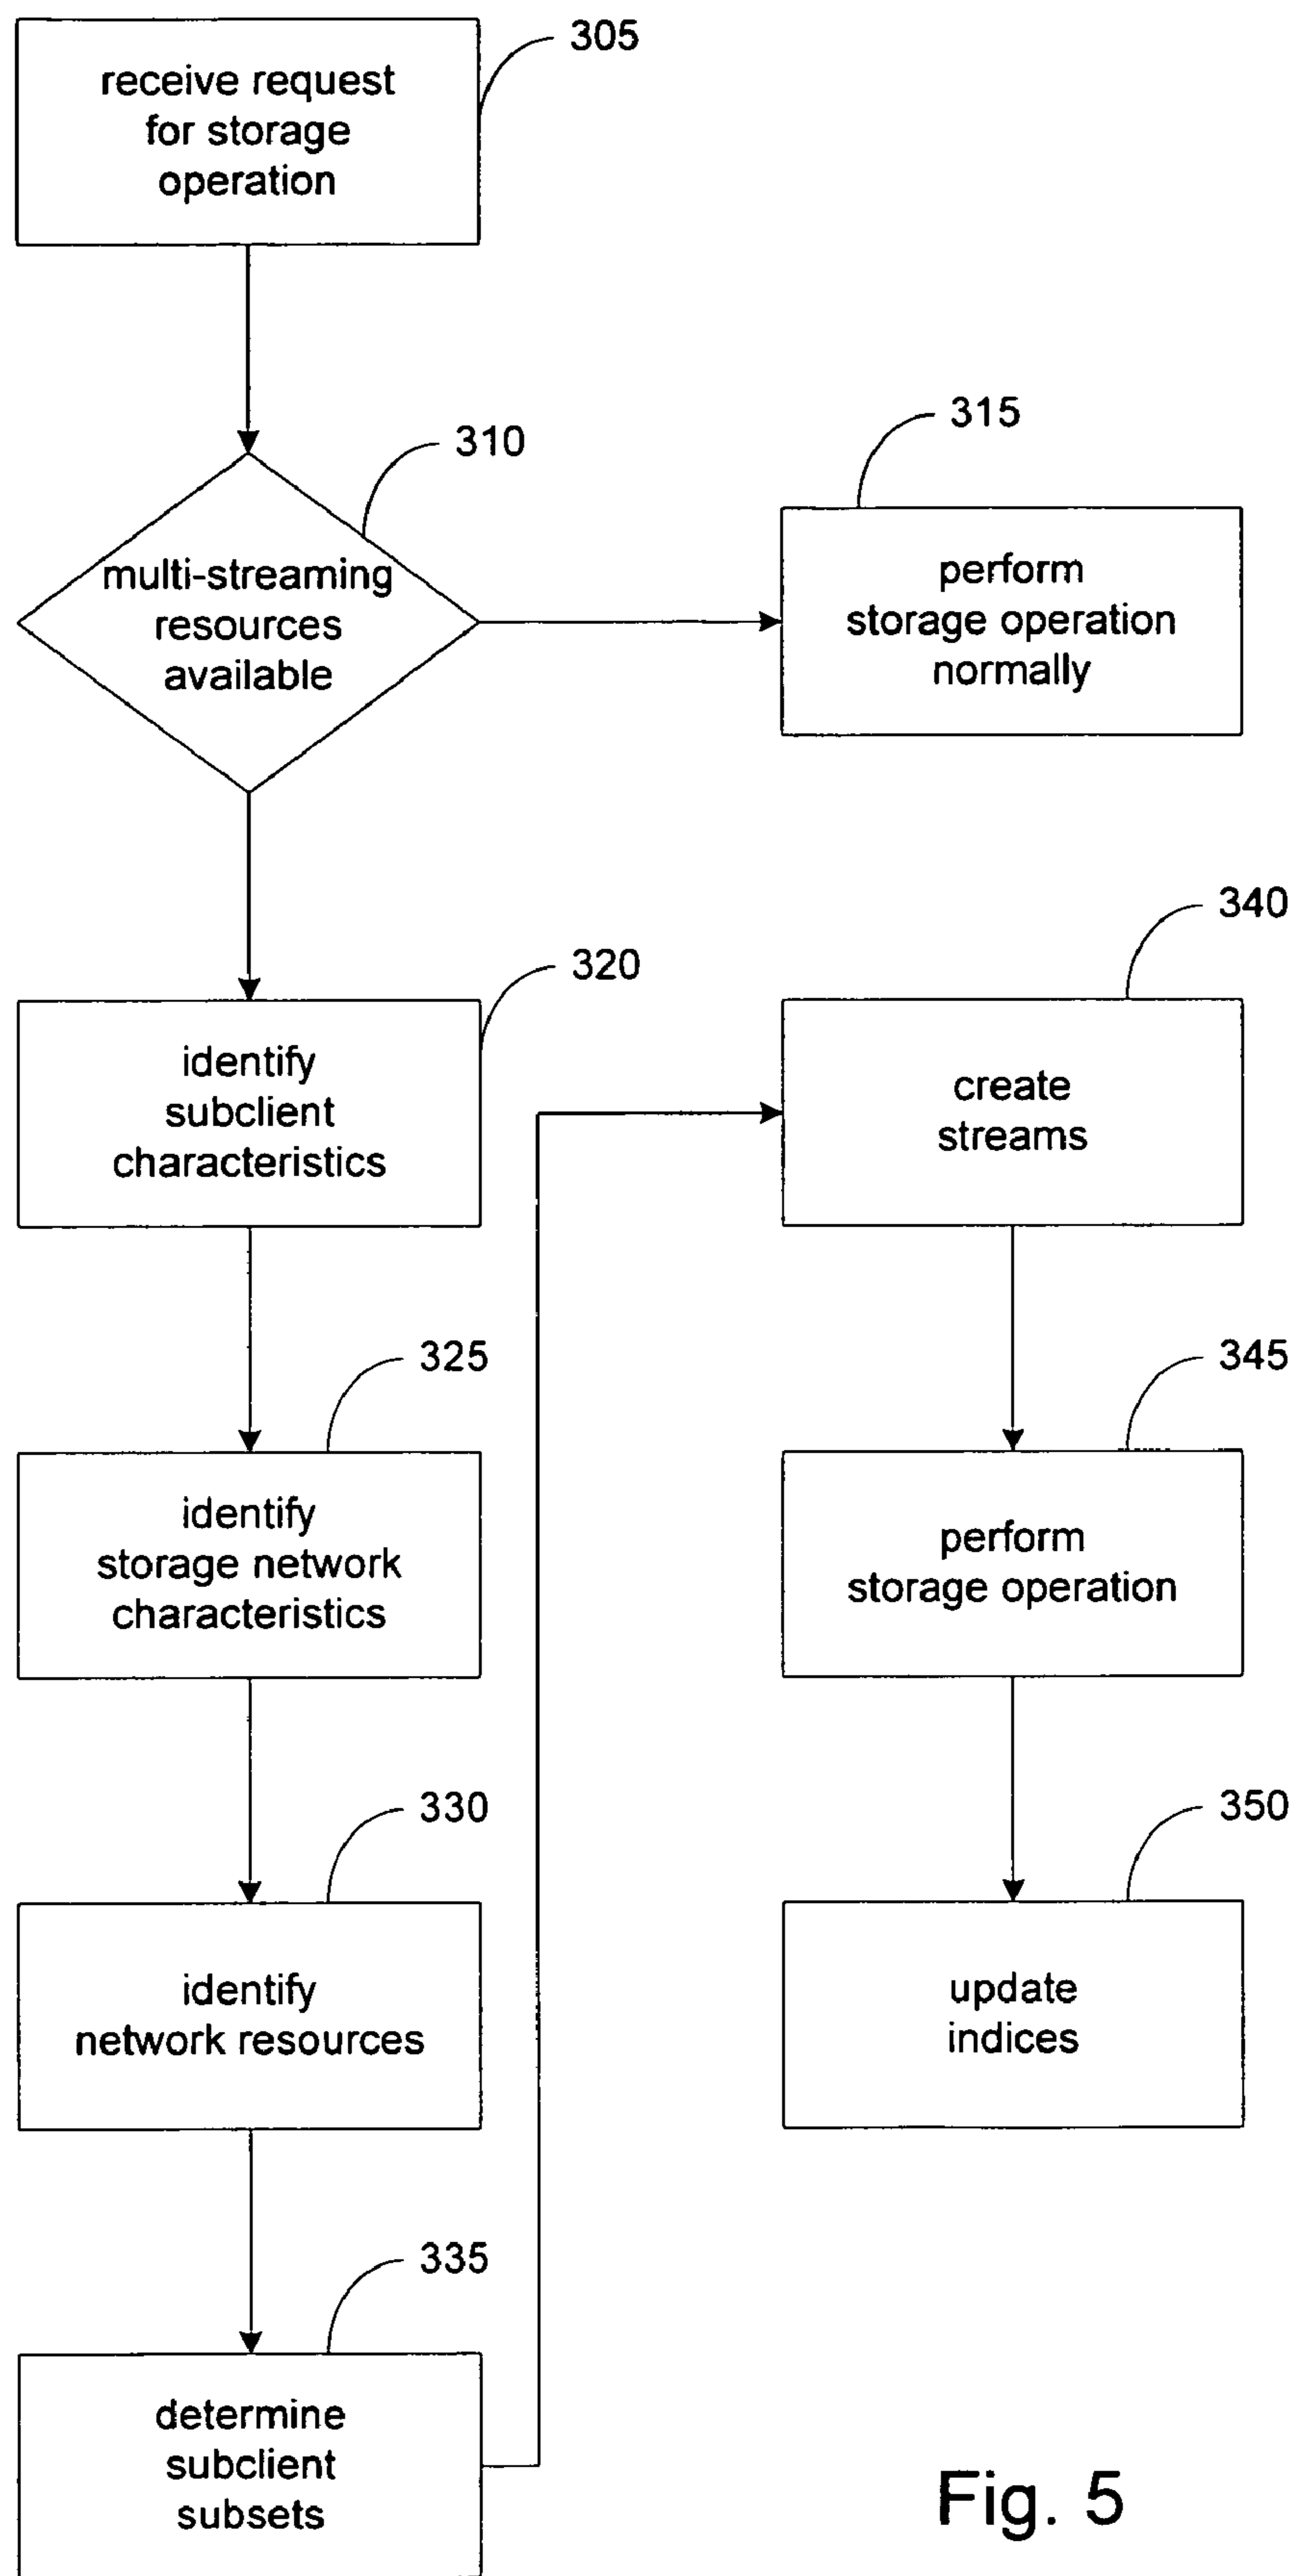 305
receive request
for storage
operation
310
multi-streaming
resources
available
315
perform
storage operation
normally
320
identify
subclient
characteristics
325
identify
storage network
characteristics
330
identify
network resources
335
determine
subclient
subsets
340
create
streams
345
perform
storage operation
350
update
indices
Fig. 5